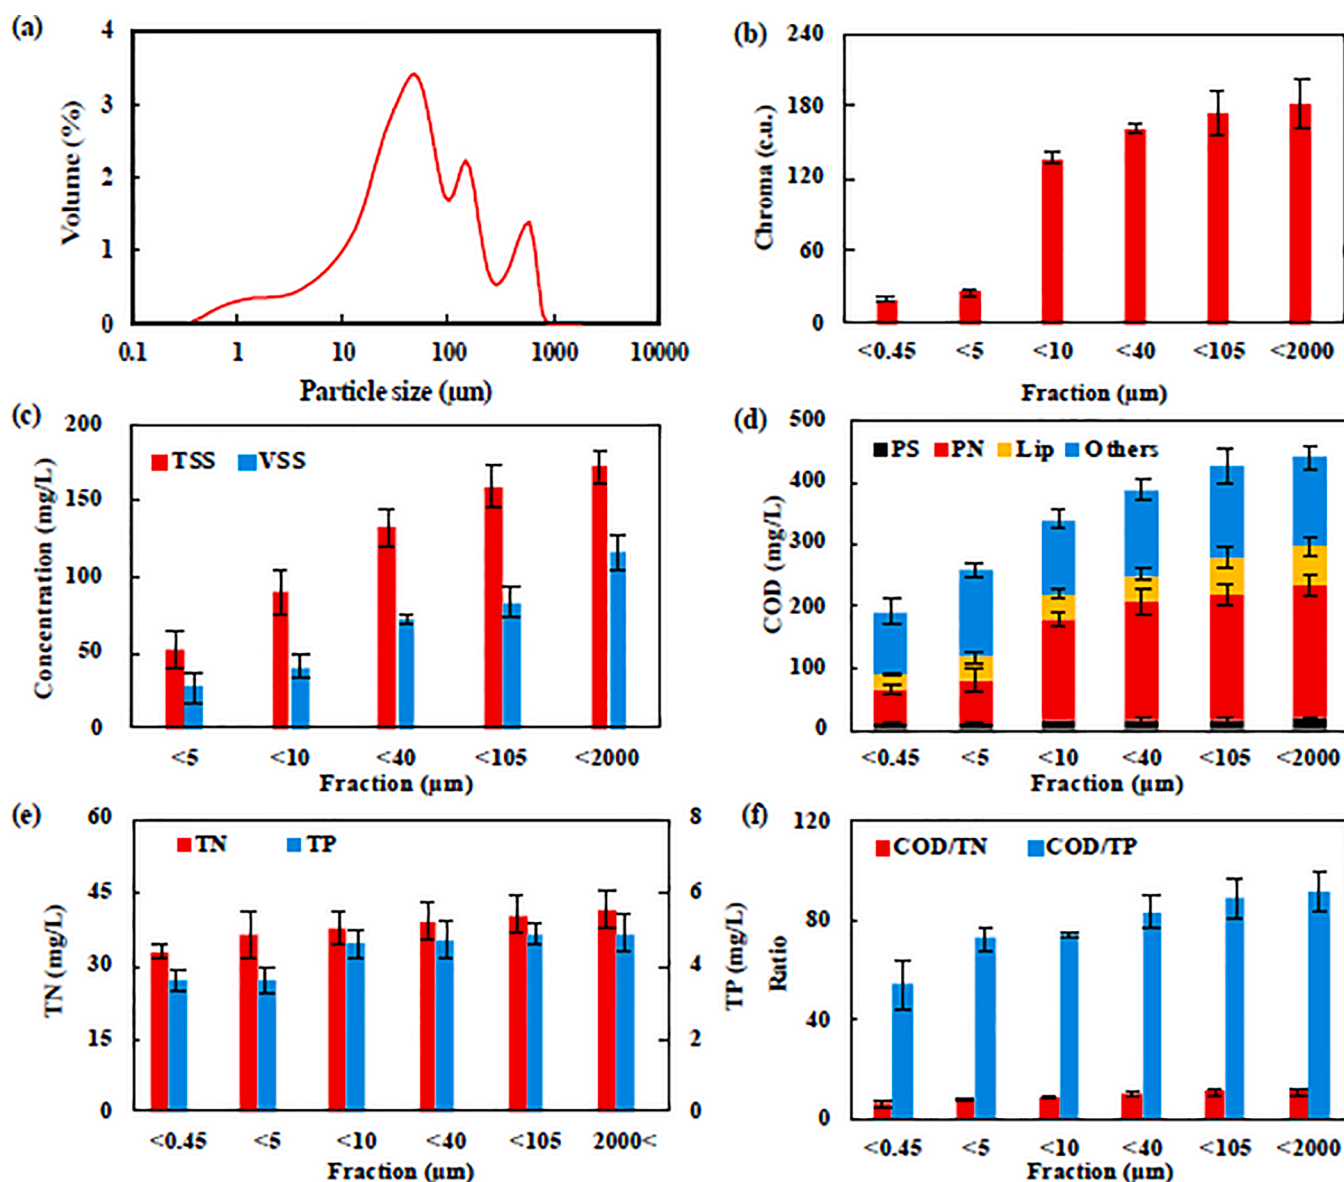 (a)
4
3
2
1
0
Volume (%)
0.1 1 10 100 1000 10000
Particle size (μm)
(b)
240
180
120
60
0
Chroma (c.u.)
<0.45 <5 <10 <40 <105 <2000
Fraction (μm)
(c)
200
150
100
50
0
Concentration (mg/L)
TSS VSS
<5 <10 <40 <105 <2000
Fraction (μm)
(d)
500
400
300
200
100
0
COD (mg/L)
PS PN Lip Others
<0.45 <5 <10 <40 <105 <2000
Fraction (μm)
(e)
60
45
30
15
0
TN (mg/L)
TN TP
8
6
4
2
0
TP (mg/L)
<0.45 <5 <10 <40 <105 2000<
Fraction (μm)
(f)
120
80
40
0
Ratio
COD/TN COD/TP
<0.45 <5 <10 <40 <105 <2000
Fraction (μm)